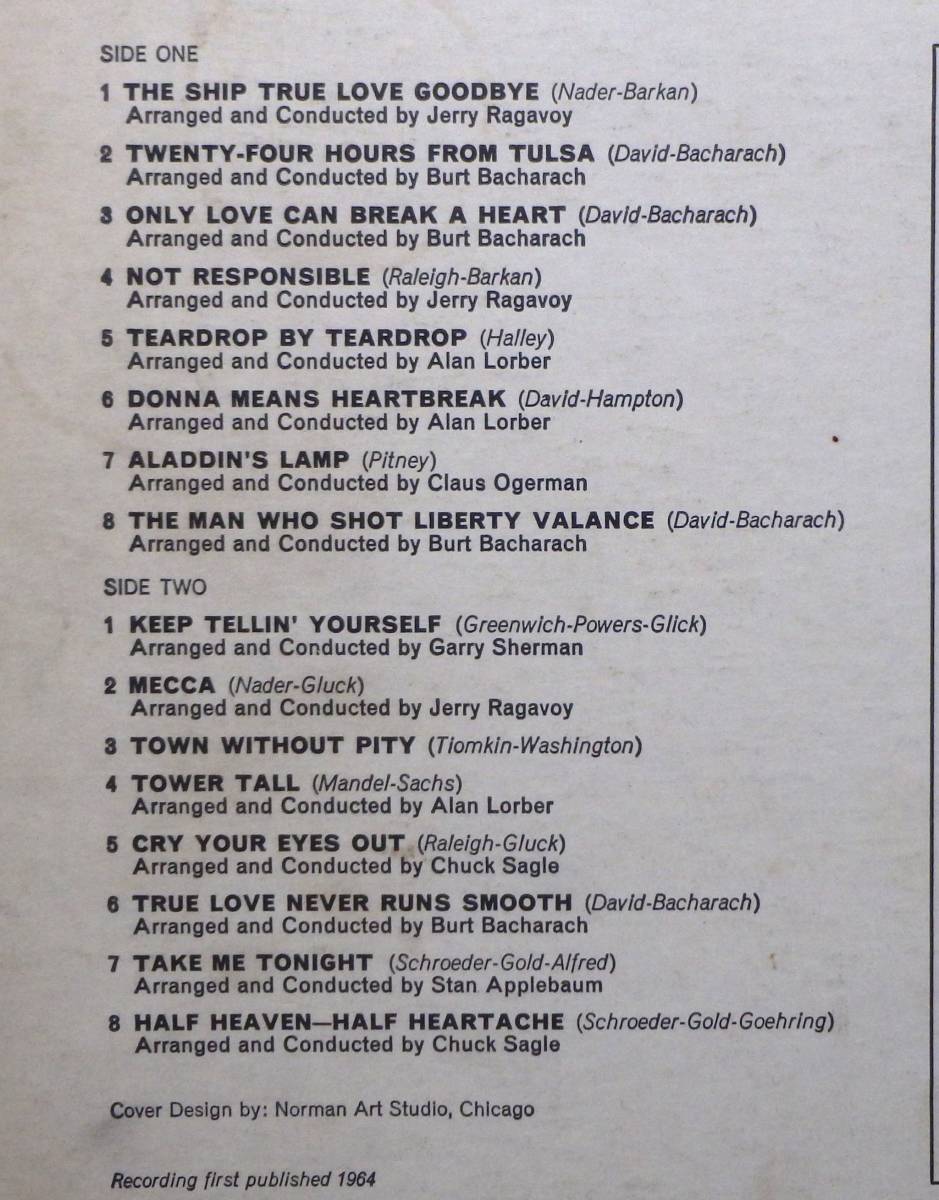 SIDE ONE
1 THE SHIP TRUE LOVE GOODBYE (Nader-Barkan)
Arranged and Conducted by Jerry Ragavoy
2 TWENTY-FOUR HOURS FROM TULSA (David-Bacharach)
Arranged and Conducted by Burt Bacharach
3 ONLY LOVE CAN BREAK A HEART (David-Bacharach)
Arranged and Conducted by Burt Bacharach
4 NOT RESPONSIBLE (Raleigh-Barkan)
Arranged and Conducted by Jerry Ragavoy
5 TEARDROP BY TEARDROP (Halley)
Arranged and Conducted by Alan Lorber
6 DONNA MEANS HEARTBREAK (David-Hampton)
Arranged and Conducted by Alan Lorber
7 ALADDIN'S LAMP (Pitney)
Arranged and Conducted by Claus Ogerman
8 THE MAN WHO SHOT LIBERTY VALANCE (David-Bacharach)
Arranged and Conducted by Burt Bacharach
SIDE TWO
1 KEEP TELLIN' YOURSELF (Greenwich-Powers-Glick)
Arranged and Conducted by Garry Sherman
2 MECCA (Nader-Gluck)
Arranged and Conducted by Jerry Ragavoy
3 TOWN WITHOUT PITY (Tiomkin-Washington)
4 TOWER TALL (Mandel-Sachs)
Arranged and Conducted by Alan Lorber
5 CRY YOUR EYES OUT (Raleigh-Gluck)
Arranged and Conducted by Chuck Sagle
6 TRUE LOVE NEVER RUNS SMOOTH (David-Bacharach)
Arranged and Conducted by Burt Bacharach
7 TAKE ME TONIGHT (Schroeder-Gold-Alfred)
Arranged and Conducted by Stan Applebaum
8 HALF HEAVEN—HALF HEARTACHE (Schroeder-Gold-Goehring)
Arranged and Conducted by Chuck Sagle
Cover Design by: Norman Art Studio, Chicago
Recording first published 1964